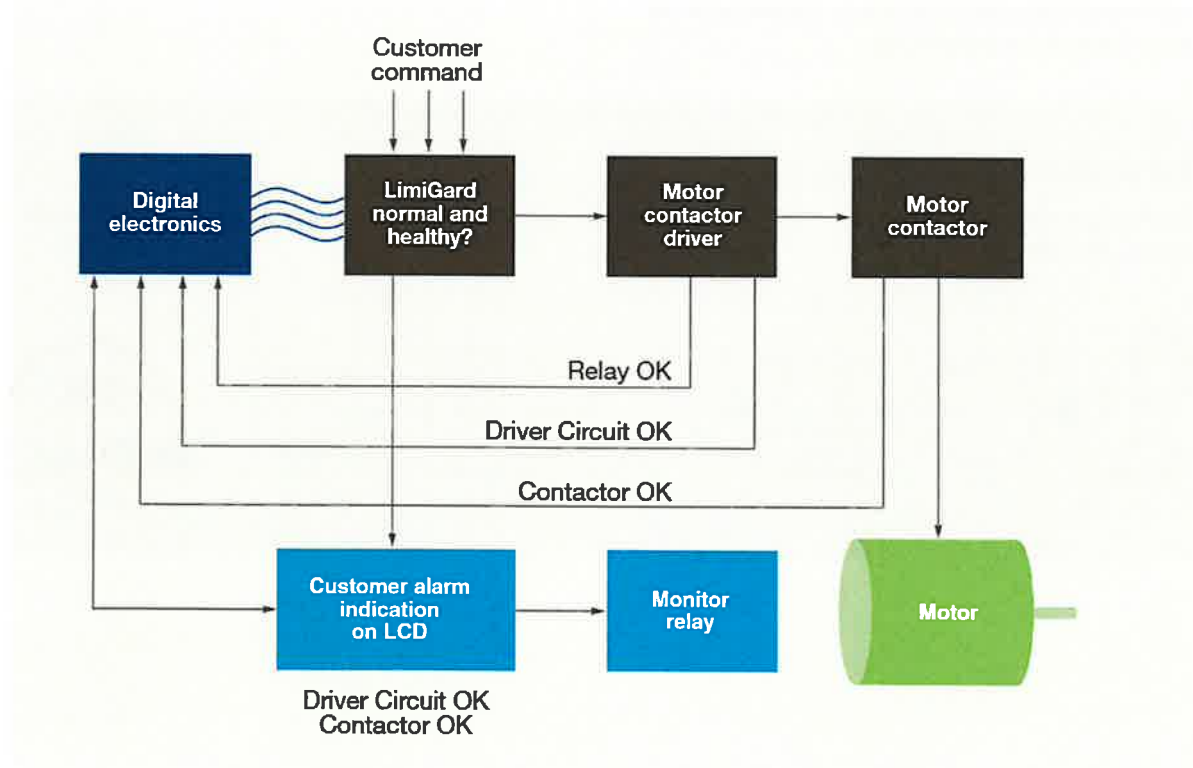 Customer
command
Digital
electronics
LimiGard
normal and
healthy?
Motor
contactor
driver
Motor
contactor
Relay OK
Driver Circuit OK
Contactor OK
Customer alarm
indication
on LCD
Monitor
relay
Motor
Driver Circuit OK
Contactor OK